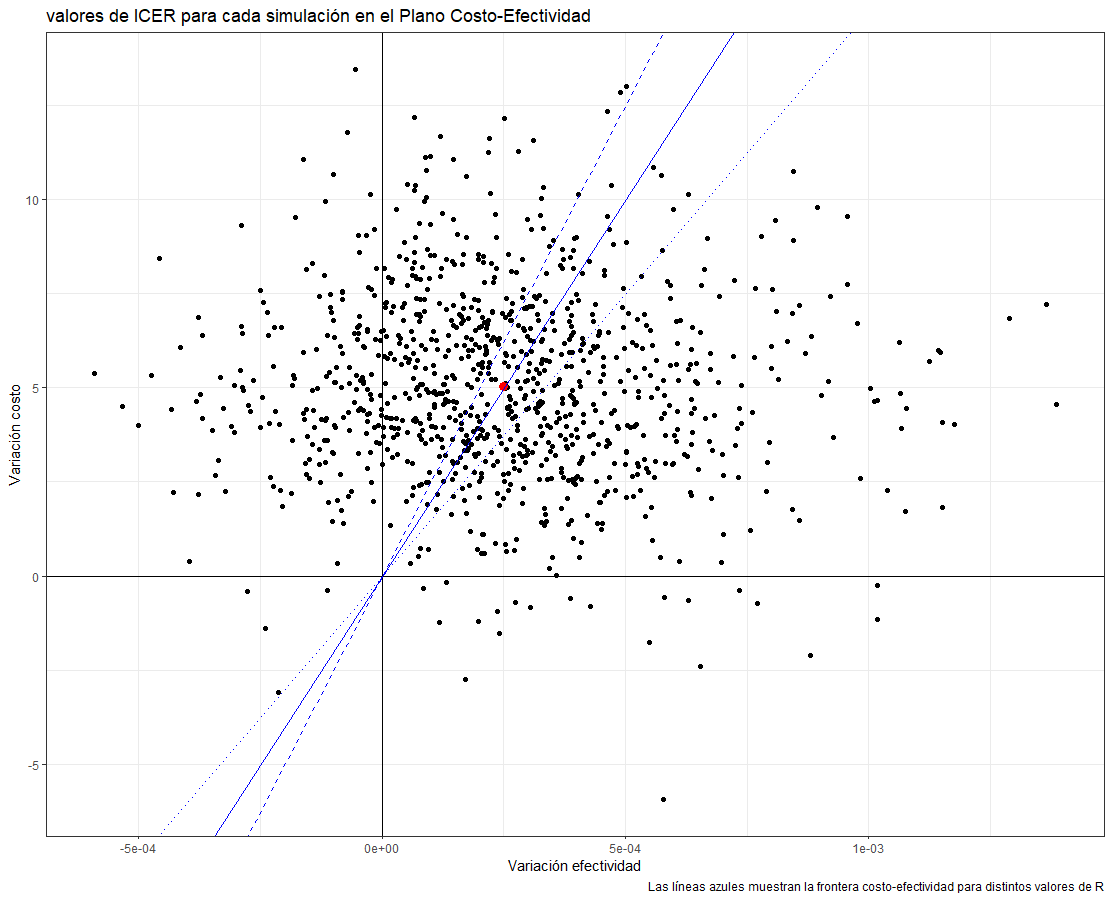 valores de ICER para cada simulación en el Plano Costo-Efectividad
Variación costo
10
5
0
-5
-5e-04
0e+00
5e-04
1e-03
Variación efectividad
Las líneas azules muestran la frontera costo-efectividad para distintos valores de R